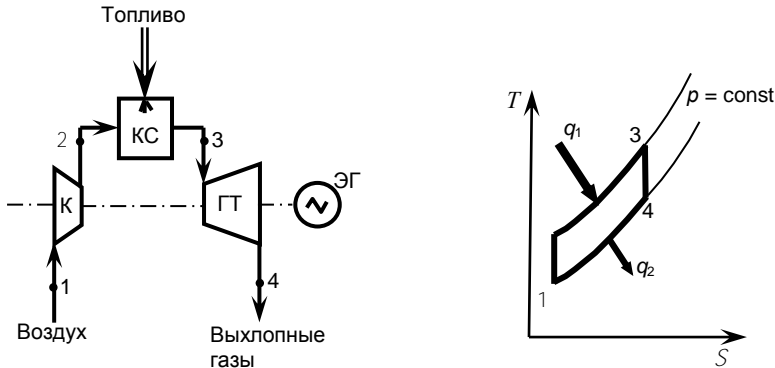 Топливо
2
КС
3
К
ГТ
ЭГ
1
4
Воздух
Выхлопные
газы
T
p = const
q₁
3
4
q₂
1
S